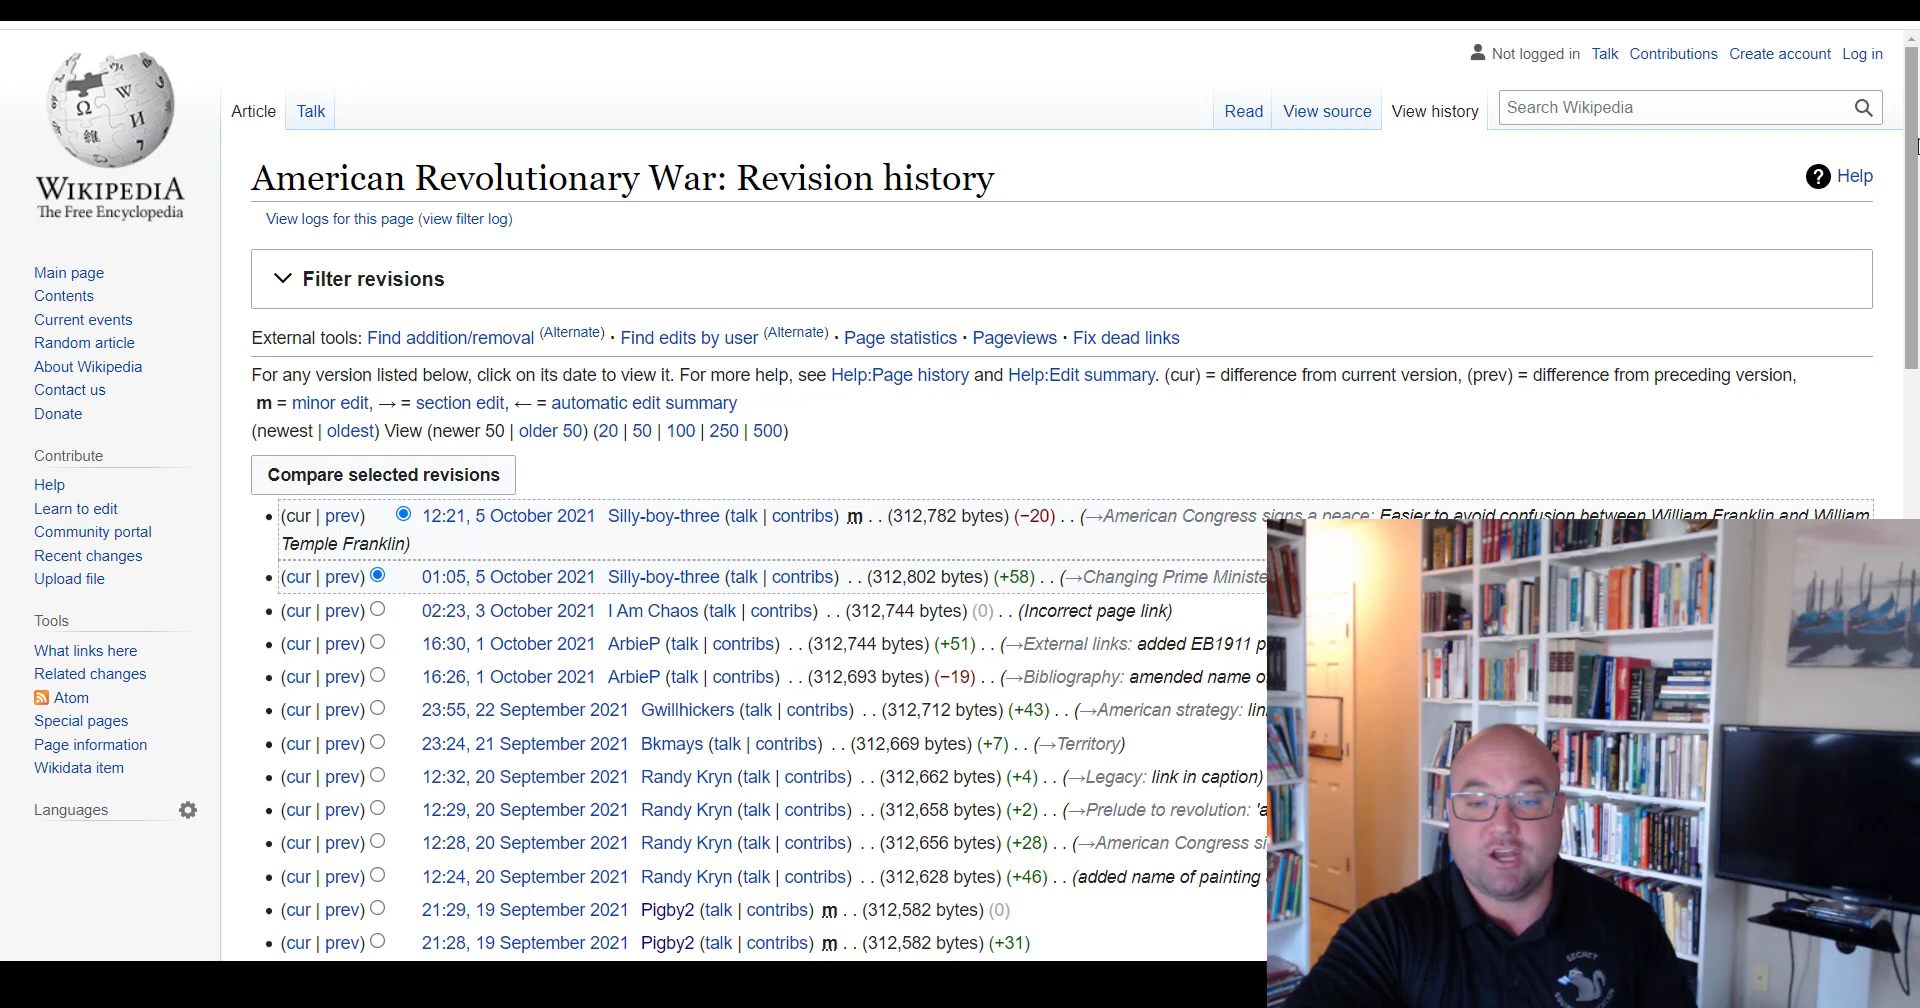 Not logged in Talk Contributions Create account Log in
Article Talk Read View source View history Search Wikipedia
WIKIPEDIA
The Free Encyclopedia
American Revolutionary War: Revision history
? Help
View logs for this page (view filter log)
Filter revisions
External tools: Find addition/removal (Alternate) · Find edits by user (Alternate) · Page statistics · Pageviews · Fix dead links
For any version listed below, click on its date to view it. For more help, see Help:Page history and Help:Edit summary. (cur) = difference from current version, (prev) = difference from preceding version,
m = minor edit, → = section edit, ← = automatic edit summary
(newest | oldest) View (newer 50 | older 50) (20 | 50 | 100 | 250 | 500)
Compare selected revisions
(cur | prev) 12:21, 5 October 2021 Silly-boy-three (talk | contribs) m . . (312,782 bytes) (−20) . . (→American Congress signs a peace: Easier to avoid confusion between William Franklin and William
Temple Franklin)
(cur | prev) 01:05, 5 October 2021 Silly-boy-three (talk | contribs) . . (312,802 bytes) (+58) . . (→Changing Prime Ministe
(cur | prev) 02:23, 3 October 2021 I Am Chaos (talk | contribs) . . (312,744 bytes) (0) . . (Incorrect page link)
(cur | prev) 16:30, 1 October 2021 ArbieP (talk | contribs) . . (312,744 bytes) (+51) . . (→External links: added EB1911 p
(cur | prev) 16:26, 1 October 2021 ArbieP (talk | contribs) . . (312,693 bytes) (−19) . . (→Bibliography: amended name o
(cur | prev) 23:55, 22 September 2021 Gwillhickers (talk | contribs) . . (312,712 bytes) (+43) . . (→American strategy: lin
(cur | prev) 23:24, 21 September 2021 Bkmays (talk | contribs) . . (312,669 bytes) (+7) . . (→Territory)
(cur | prev) 12:32, 20 September 2021 Randy Kryn (talk | contribs) . . (312,662 bytes) (+4) . . (→Legacy: link in caption)
(cur | prev) 12:29, 20 September 2021 Randy Kryn (talk | contribs) . . (312,658 bytes) (+2) . . (→Prelude to revolution: 'a
(cur | prev) 12:28, 20 September 2021 Randy Kryn (talk | contribs) . . (312,656 bytes) (+28) . . (→American Congress si
(cur | prev) 12:24, 20 September 2021 Randy Kryn (talk | contribs) . . (312,628 bytes) (+46) . . (added name of painting
(cur | prev) 21:29, 19 September 2021 Pigby2 (talk | contribs) m . . (312,582 bytes) (0)
(cur | prev) 21:28, 19 September 2021 Pigby2 (talk | contribs) m . . (312,582 bytes) (+31)
Main page
Contents
Current events
Random article
About Wikipedia
Contact us
Donate
Contribute
Help
Learn to edit
Community portal
Recent changes
Upload file
Tools
What links here
Related changes
Atom
Special pages
Page information
Wikidata item
Languages
SECRET